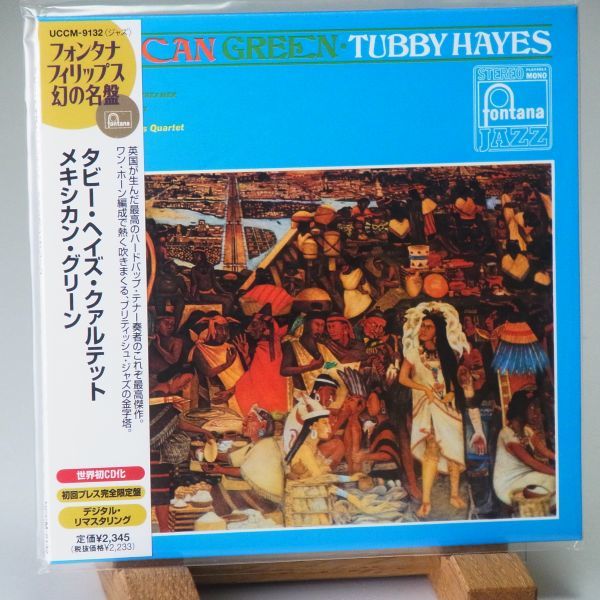 UCCM-9132〈ジャズ〉
フォンタナ
フィリップス
幻の名盤
fontana
タビー・ヘイズ・クァルテット
メキシカン・グリーン
英国が生んだ最高のハードバップ・テナー奏者のこれぞ最高傑作。
ワン・ホーン編成で熱く吹きまくる、ブリティッシュ・ジャズの金字塔。
世界初CD化
初回プレス完全限定盤
デジタル・
リマスタリング
定価¥2,345
(税抜価格¥2,233)
CAN GREEN·TUBBY HAYES
s Quartet
STEREO PLAYABLE MONO
fontana
JAZZ